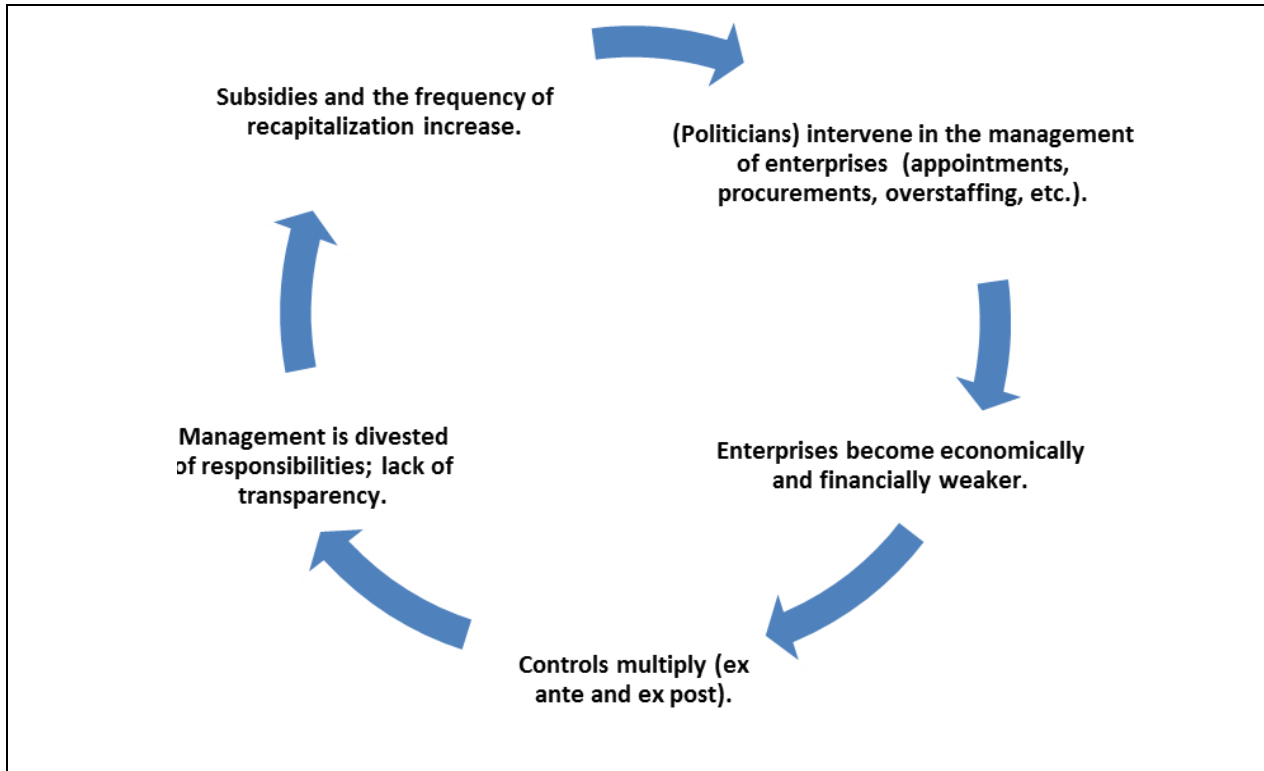 Subsidies and the frequency of
recapitalization increase.
(Politicians) intervene in the management
of enterprises (appointments,
procurements, overstaffing, etc.).
Enterprises become economically
and financially weaker.
Controls multiply (ex
ante and ex post).
Management is divested
of responsibilities; lack of
transparency.